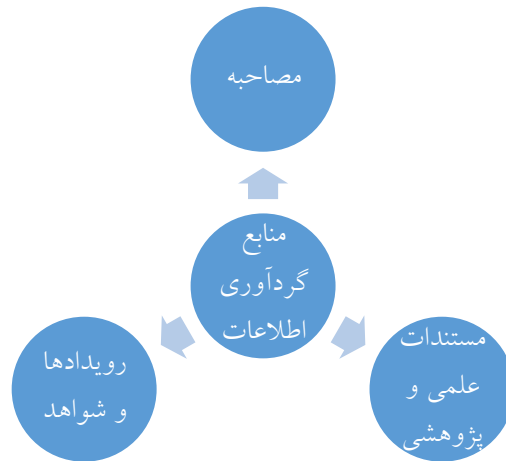 مصاحبه
منابع
گردآوری
اطلاعات
مستندات
علمی و
پژوهشی
رویدادها
و شواهد